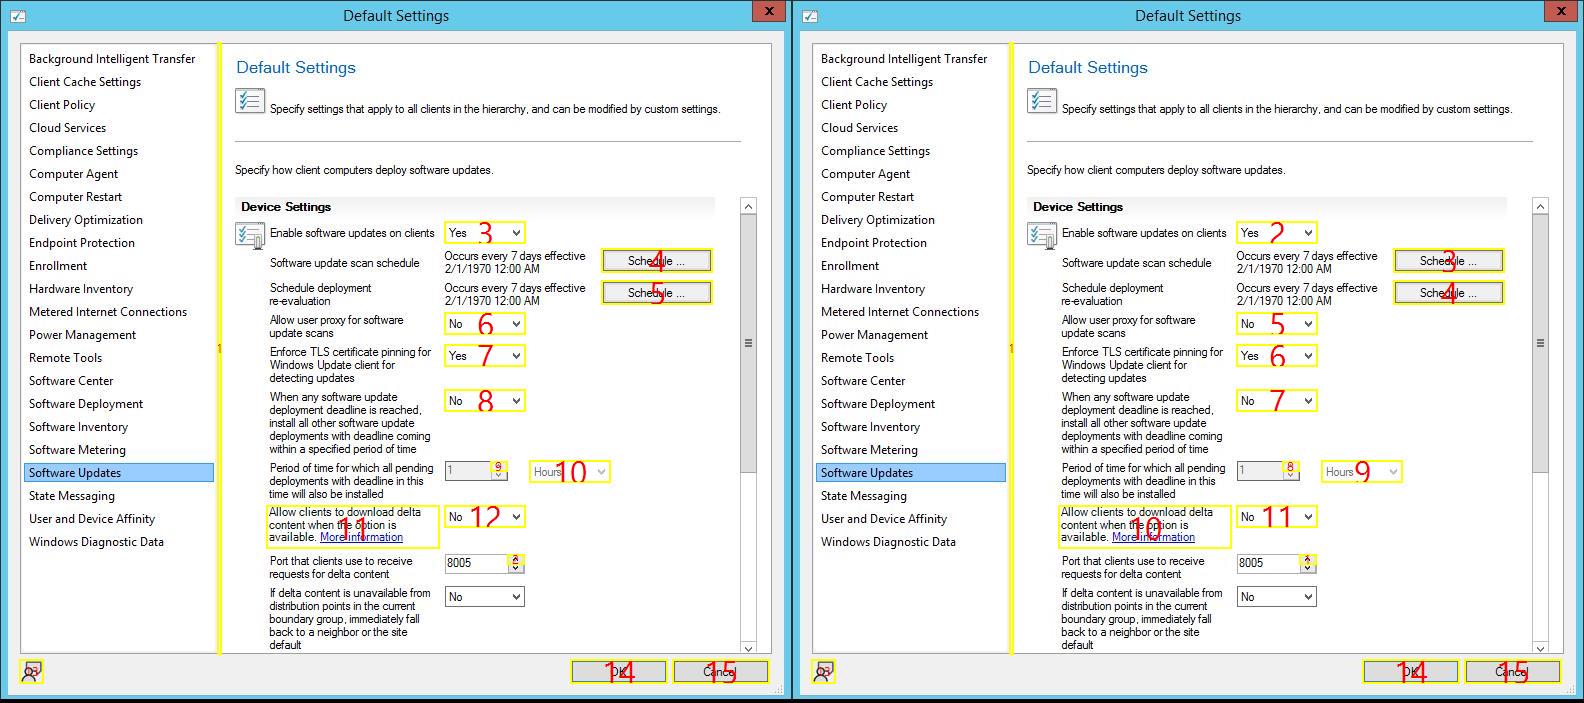 Default Settings
x
Background Intelligent Transfer
Client Cache Settings
Client Policy
Cloud Services
Compliance Settings
Computer Agent
Computer Restart
Delivery Optimization
Endpoint Protection
Enrollment
Hardware Inventory
Metered Internet Connections
Power Management
Remote Tools
Software Center
Software Deployment
Software Inventory
Software Metering
Software Updates
State Messaging
User and Device Affinity
Windows Diagnostic Data
1
Default Settings
Specify settings that apply to all clients in the hierarchy, and can be modified by custom settings.
Specify how client computers deploy software updates.
Device Settings
Enable software updates on clients Yes 3
Software update scan schedule
Occurs every 7 days effective
2/1/1970 12:00 AM
Schedule ... 4
Schedule deployment
re-evaluation
Occurs every 7 days effective
2/1/1970 12:00 AM
Schedule ... 5
Allow user proxy for software
update scans
No 6
Enforce TLS certificate pinning for
Windows Update client for
detecting updates
Yes 7
When any software update
deployment deadline is reached,
install all other software update
deployments with deadline coming
within a specified period of time
No 8
Period of time for which all pending
deployments with deadline in this
time will also be installed
1 9 Hours 10
Allow clients to download delta
content when the option is
available. More information
11
No 12
Port that clients use to receive
requests for delta content
8005
If delta content is unavailable from
distribution points in the current
boundary group, immediately fall
back to a neighbor or the site
default
No
OK 14
Cancel 15
Default Settings
x
Background Intelligent Transfer
Client Cache Settings
Client Policy
Cloud Services
Compliance Settings
Computer Agent
Computer Restart
Delivery Optimization
Endpoint Protection
Enrollment
Hardware Inventory
Metered Internet Connections
Power Management
Remote Tools
Software Center
Software Deployment
Software Inventory
Software Metering
Software Updates
State Messaging
User and Device Affinity
Windows Diagnostic Data
1
Default Settings
Specify settings that apply to all clients in the hierarchy, and can be modified by custom settings.
Specify how client computers deploy software updates.
Device Settings
Enable software updates on clients Yes 2
Software update scan schedule
Occurs every 7 days effective
2/1/1970 12:00 AM
Schedule ... 3
Schedule deployment
re-evaluation
Occurs every 7 days effective
2/1/1970 12:00 AM
Schedule ... 4
Allow user proxy for software
update scans
No 5
Enforce TLS certificate pinning for
Windows Update client for
detecting updates
Yes 6
When any software update
deployment deadline is reached,
install all other software update
deployments with deadline coming
within a specified period of time
No 7
Period of time for which all pending
deployments with deadline in this
time will also be installed
1 8 Hours 9
Allow clients to download delta
content when the option is
available. More information
10
No 11
Port that clients use to receive
requests for delta content
8005
If delta content is unavailable from
distribution points in the current
boundary group, immediately fall
back to a neighbor or the site
default
No
OK 14
Cancel 15